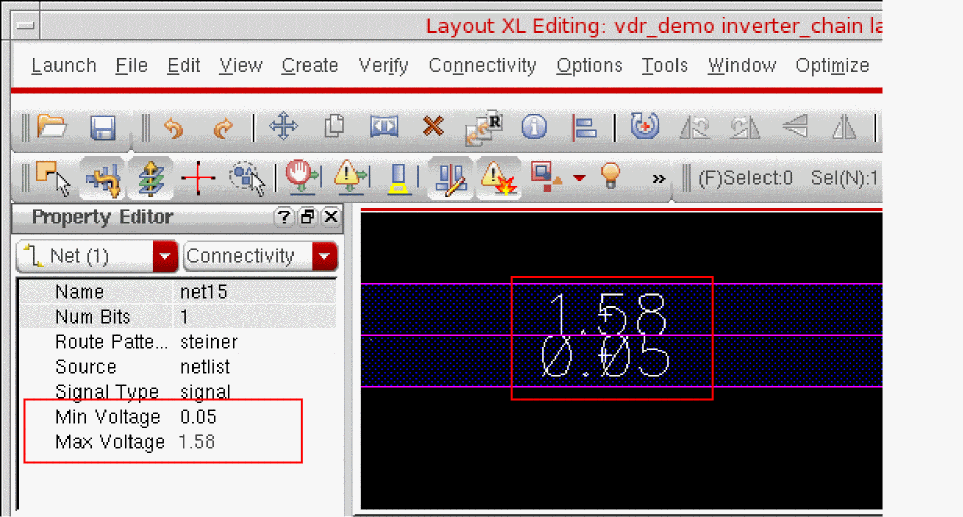 Layout XL Editing: vdr_demo inverter_chain la
Launch File Edit View Create Verify Connectivity Options Tools Window Optimize
R
» (F)Select:0 Sel(N):1
Property Editor ?
Net (1) Connectivity
Name net15
Num Bits 1
Route Patte... steiner
Source netlist
Signal Type signal
Min Voltage 0.05
Max Voltage 1.58
1.58
0.05